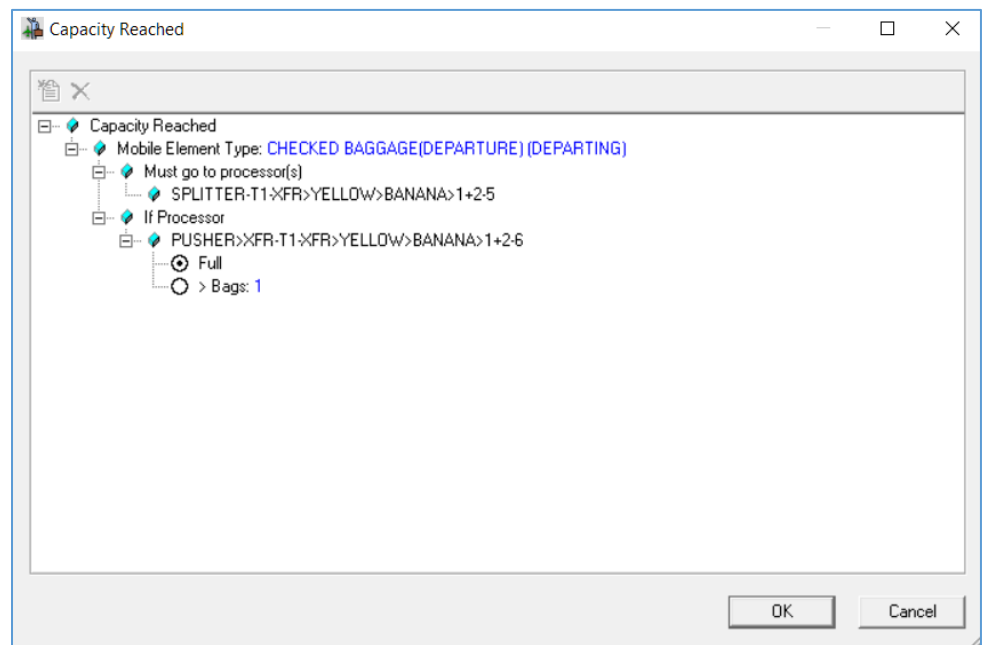 Capacity Reached
Capacity Reached
Mobile Element Type: CHECKED BAGGAGE(DEPARTURE) (DEPARTING)
Must go to processor(s)
SPLITTER-T1-XFR>YELLOW>BANANA>1+2-5
If Processor
PUSHER>XFR-T1-XFR>YELLOW>BANANA>1+2-6
Full
> Bags: 1
OK Cancel